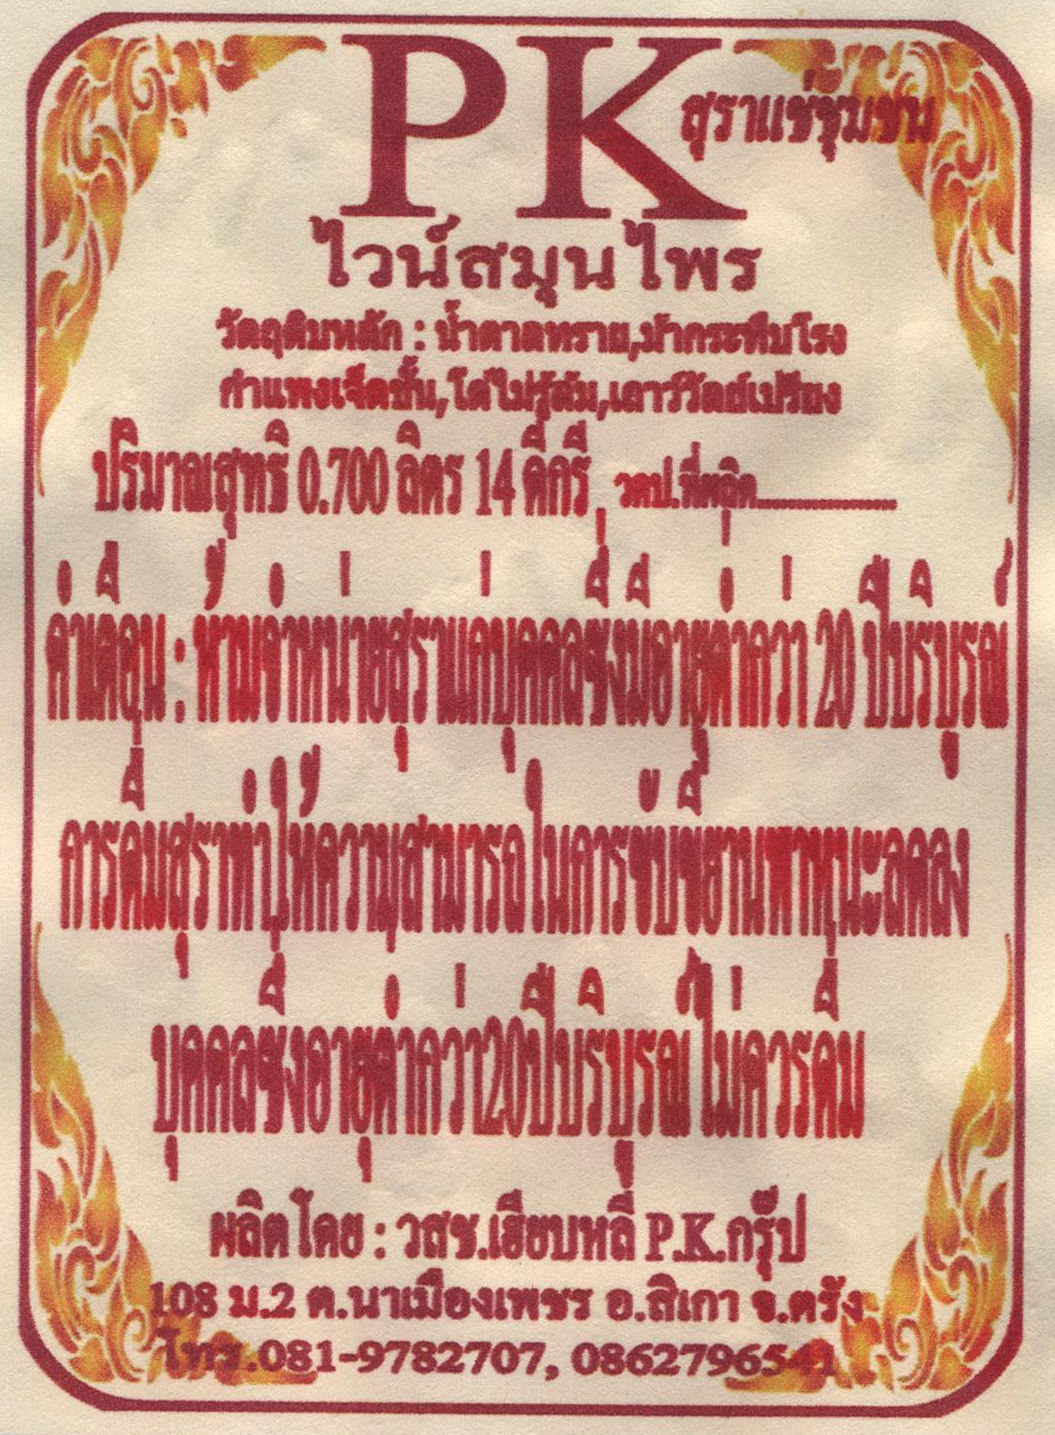 PK
สุราแช่ชุมชน
ไวน์สมุนไพร
วัตถุดิบหลัก : น้ำตาลทราย,ม้ากระทืบโรง
กำแพงเจ็ดชั้น,โด่ไม่รู้ล้ม,เถาวัลย์เปรียง
ปริมาณสุทธิ 0.700 ลิตร 14 ดีกรี วดป.ที่ผลิต................
คำเตือน : ห้ามจำหน่ายสุราแก่บุคคลซึ่งมีอายุต่ำกว่า 20 ปีบริบูรณ์
การดื่มสุราทำให้ความสามารถในการขับขี่ยานพาหนะลดลง
บุคคลซึ่งอายุต่ำกว่า20ปีบริบูรณ์ ไม่ควรดื่ม
ผลิตโดย : วสช.เฮียบหลี P.K.กรุ๊ป
108 ม.2 ต.นาเมืองเพชร อ.สิเกา จ.ตรัง
โทร.081-9782707, 0862796541